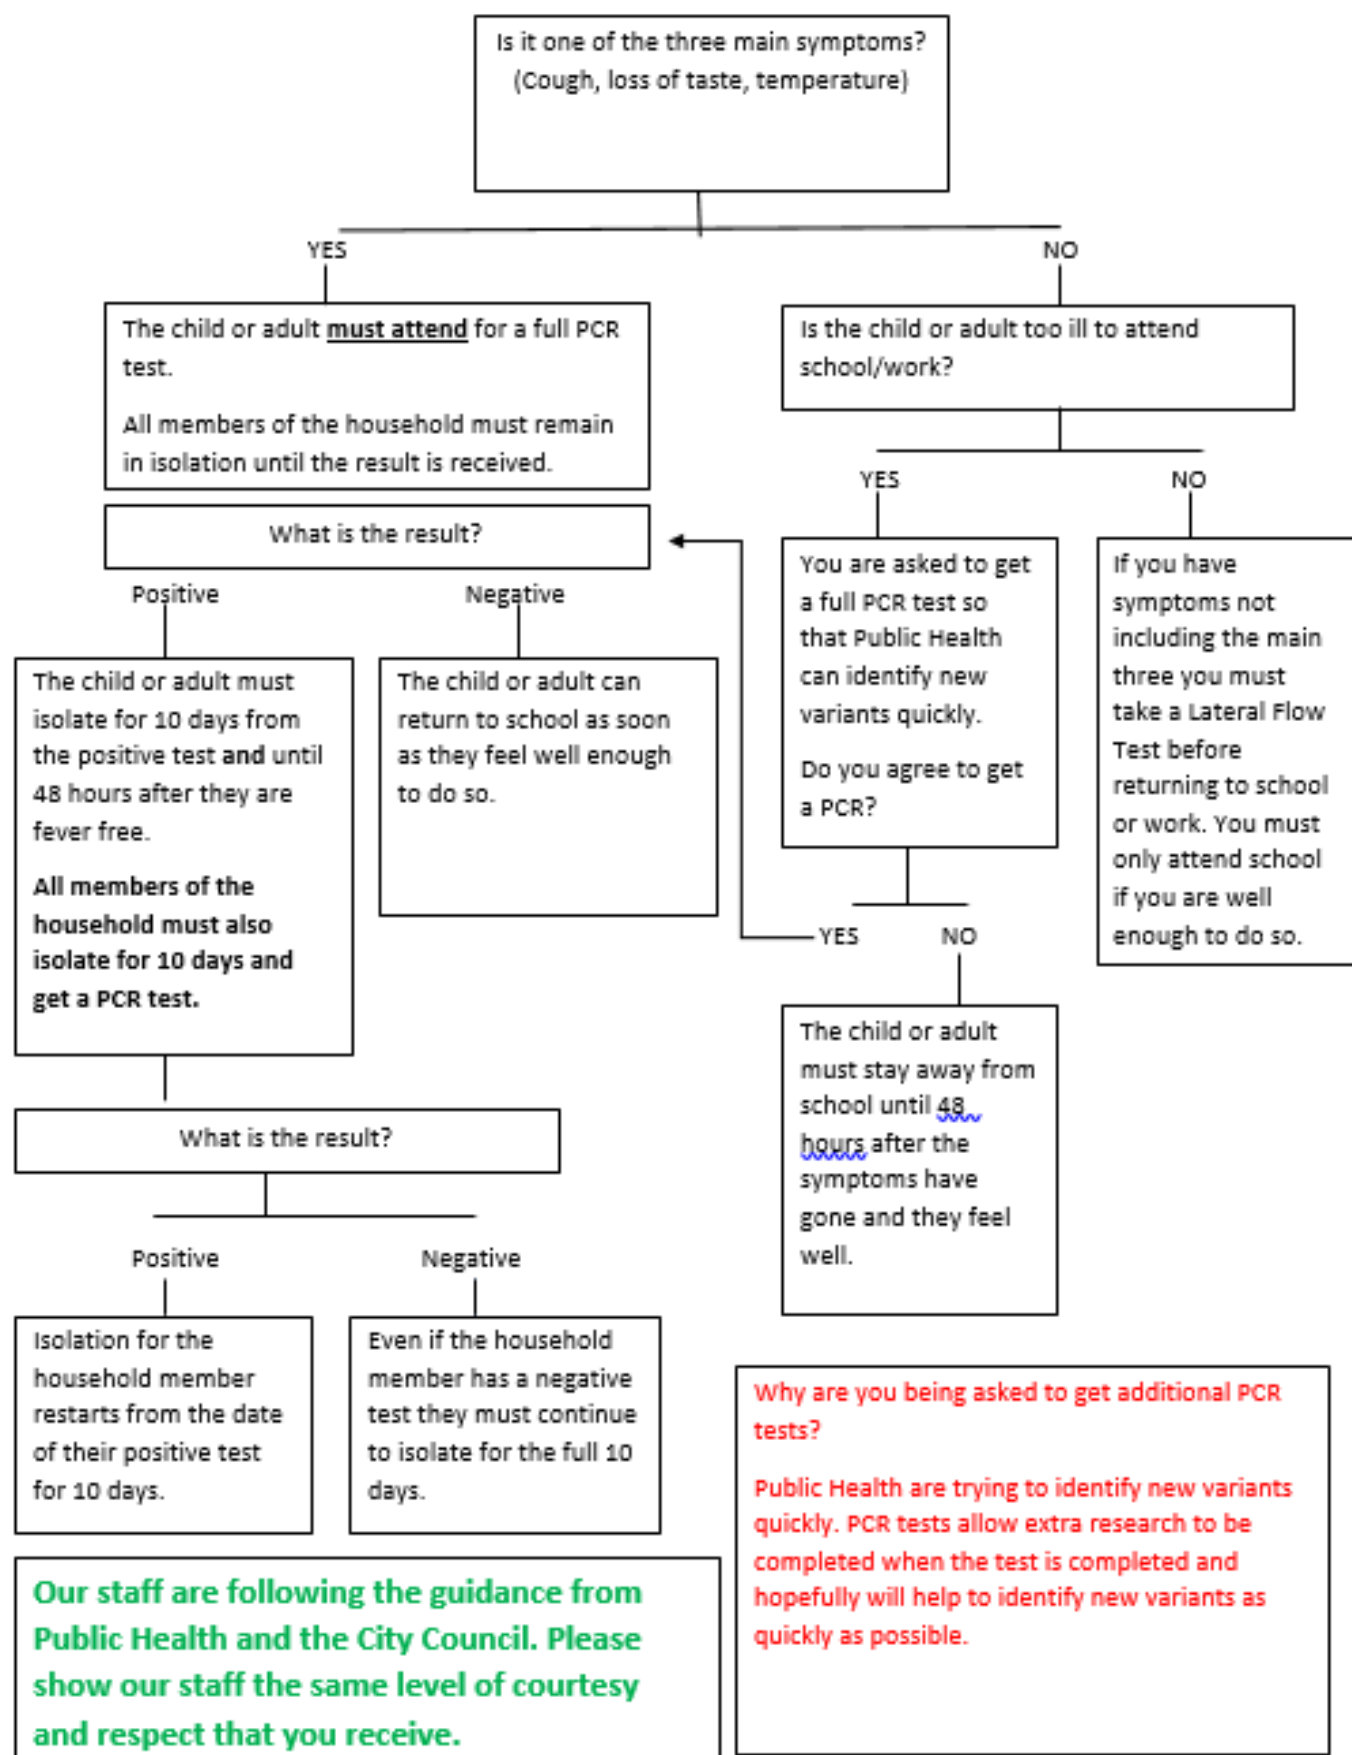 Is it one of the three main symptoms?
(Cough, loss of taste, temperature)
YES
NO
The child or adult must attend for a full PCR
test.
All members of the household must remain
in isolation until the result is received.
Is the child or adult too ill to attend
school/work?
What is the result?
YES
NO
Positive
Negative
You are asked to get
a full PCR test so
that Public Health
can identify new
variants quickly.
Do you agree to get
a PCR?
If you have
symptoms not
including the main
three you must
take a Lateral Flow
Test before
returning to school
or work. You must
only attend school
if you are well
enough to do so.
The child or adult must
isolate for 10 days from
the positive test and until
48 hours after they are
fever free.
All members of the
household must also
isolate for 10 days and
get a PCR test.
The child or adult can
return to school as soon
as they feel well enough
to do so.
YES
NO
The child or adult
must stay away from
school until 48
hours after the
symptoms have
gone and they feel
well.
What is the result?
Positive
Negative
Isolation for the
household member
restarts from the date
of their positive test
for 10 days.
Even if the household
member has a negative
test they must continue
to isolate for the full 10
days.
Why are you being asked to get additional PCR
tests?
Public Health are trying to identify new variants
quickly. PCR tests allow extra research to be
completed when the test is completed and
hopefully will help to identify new variants as
quickly as possible.
Our staff are following the guidance from
Public Health and the City Council. Please
show our staff the same level of courtesy
and respect that you receive.